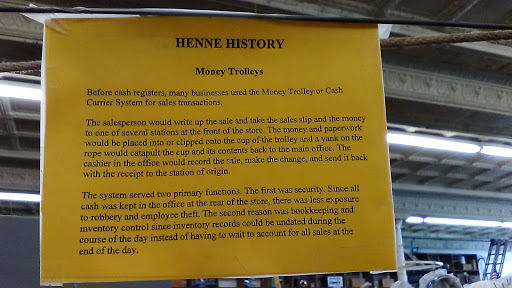 HENNE HISTORY
Money Trolleys
Before cash registers, many businesses used the Money Trolley or Cash
Carrier System for sales transactions.
The salesperson would write up the sale and take the sales slip and the money
to one of several stations at the front of the store. The money and paperwork
would be placed into or clipped onto the cup of the trolley and a yank on the
rope would catapult the cup and its contents back to the main office. The
cashier in the office would record the sale, make the change, and send it back
with the receipt to the station of origin.
The system served two primary functions. The first was security. Since all
cash was kept in the office at the rear of the store, there was less exposure
to robbery and employee theft. The second reason was bookkeeping and
inventory control since inventory records could be undated during the
course of the day instead of having to wait to account for all sales at the
end of the day.